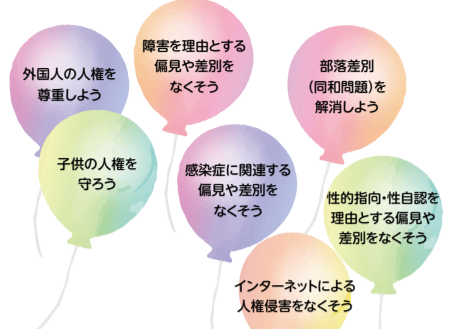 外国人の人権を
尊重しよう
障害を理由とする
偏見や差別を
なくそう
部落差別
(同和問題)を
解消しよう
子供の人権を
守ろう
感染症に関連する
偏見や差別を
なくそう
性的指向・性自認を
理由とする偏見や
差別をなくそう
インターネットによる
人権侵害をなくそう